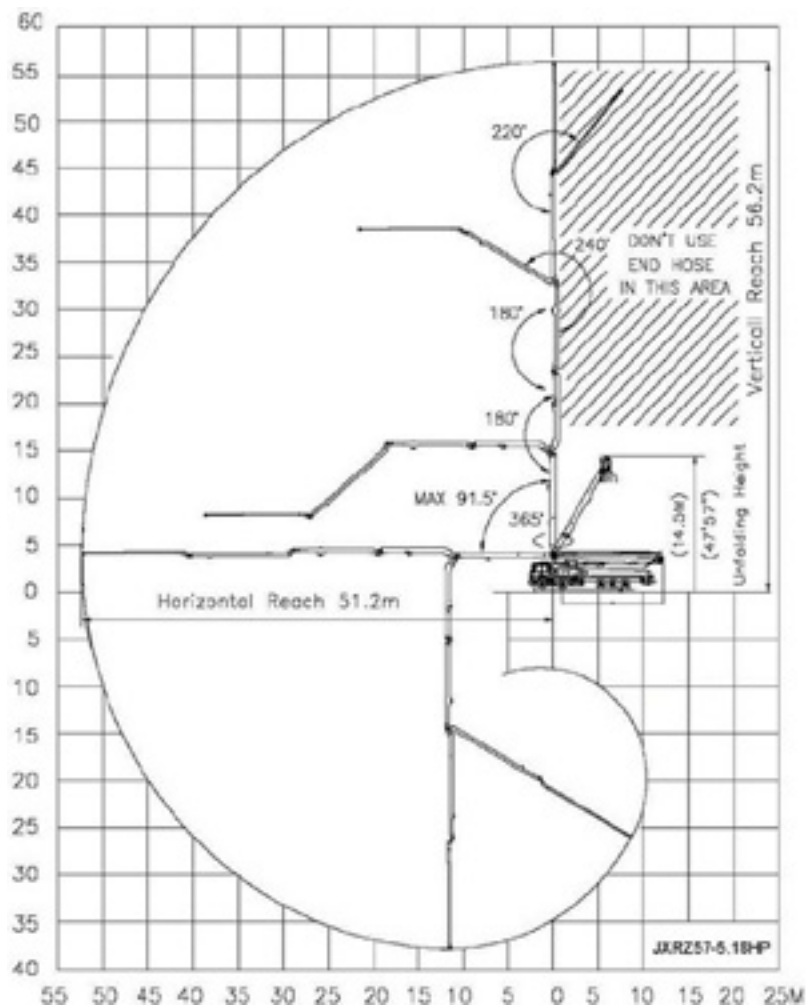 60
55
50
45
40
35
30
25
20
15
10
5
0
5
10
15
20
25
30
35
40
220°
240°
DON'T USE
END HOSE
IN THIS AREA
180°
180°
MAX 91.5°
365°
Verticall Reach 56.2m
(14.5M)
(47'57")
Unfolding Height
Horizontal Reach 51.2m
JXRZ57-5.18HP
55 50 45 40 35 30 25 20 15 10 5 0 5 10 15 20 25M